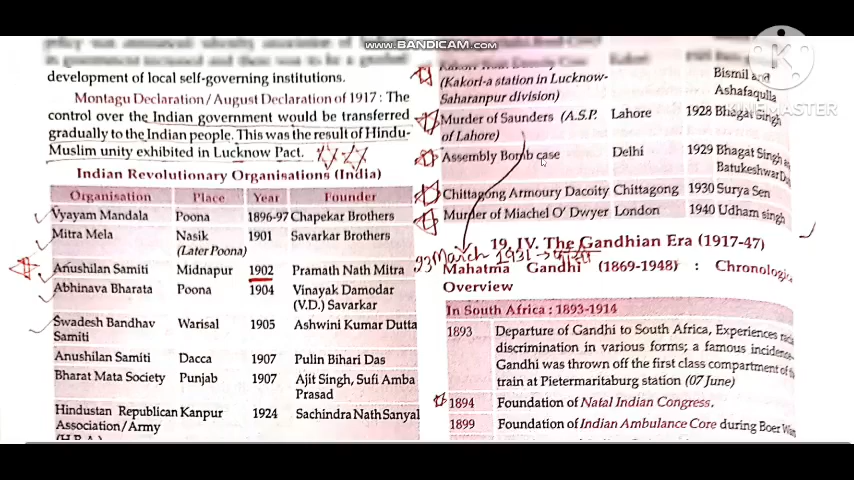 www.BANDICAM.com
KINEMASTER
development of local self-governing institutions.
Montagu Declaration/August Declaration of 1917 : The
control over the Indian government would be transferred
gradually to the Indian people. This was the result of Hindu-
Muslim unity exhibited in Lucknow Pact.
Indian Revolutionary Organisations (India)
Organisation Place Year Founder
Vyayam Mandala Poona 1896-97 Chapekar Brothers
Mitra Mela Nasik 1901 Savarkar Brothers
(Later Poona)
Anushilan Samiti Midnapur 1902 Pramath Nath Mitra
Abhinava Bharata Poona 1904 Vinayak Damodar
(V.D.) Savarkar
Swadesh Bandhav Warisal 1905 Ashwini Kumar Dutta
Samiti
Anushilan Samiti Dacca 1907 Pulin Bihari Das
Bharat Mata Society Punjab 1907 Ajit Singh, Sufi Amba
Prasad
Hindustan Republican Kanpur 1924 Sachindra Nath Sanyal
Association/Army
(H.R.A.)
Bismil and
(Kakori-a station in Lucknow- Ashafaqulla
Saharanpur division)
Murder of Saunders (A.S.P. Lahore 1928 Bhagat Singh
of Lahore)
Assembly Bomb case Delhi 1929 Bhagat Singh
Batukeshwar
Chittagong Armoury Dacoity Chittagong 1930 Surya Sen
Murder of Miachel O' Dwyer London 1940 Udham singh
19. IV. The Gandhian Era (1917-47)
23 March 1931 →
Mahatma Gandhi (1869-1948) :
Overview
In South Africa : 1893-1914
1893 Departure of Gandhi to South Africa, Experiences
discrimination in various forms; a famous
Gandhi was thrown off the first class compartment of
train at Pietermaritaburg station (07 June)
1894 Foundation of Natal Indian Congress.
1899 Foundation of Indian Ambulance Core during Boer